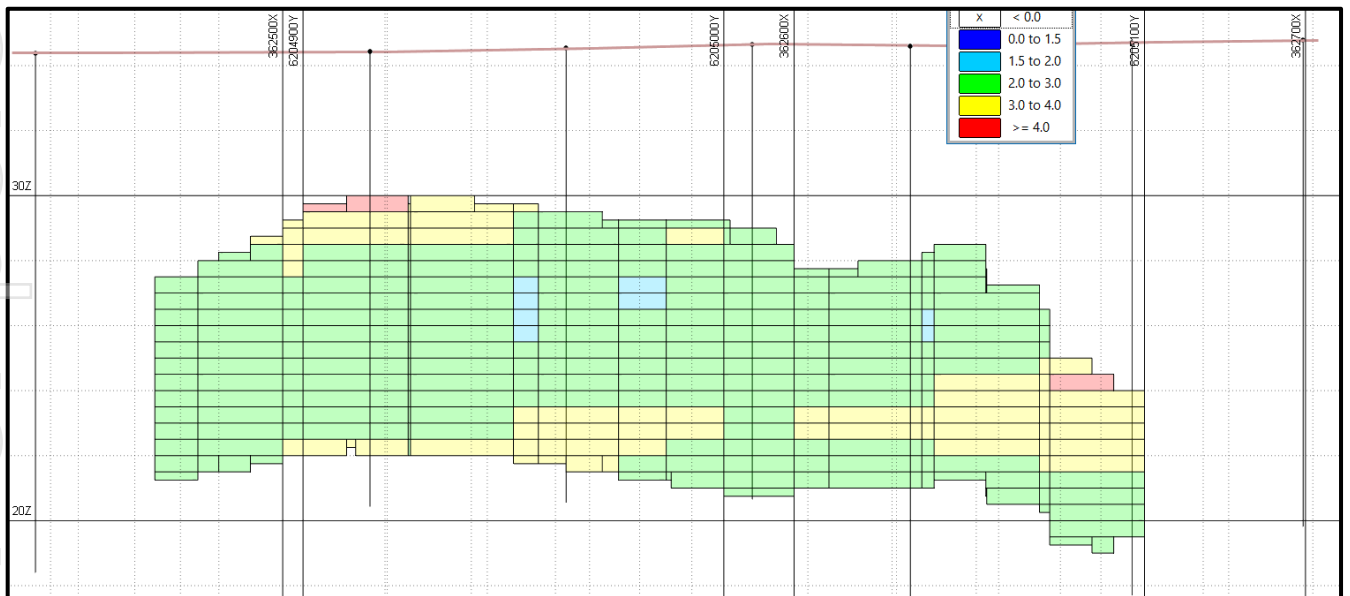 362500X
6204900Y
6205000Y
362600X
6205100Y
362700X
X < 0.0
0.0 to 1.5
1.5 to 2.0
2.0 to 3.0
3.0 to 4.0
>= 4.0
30Z
20Z